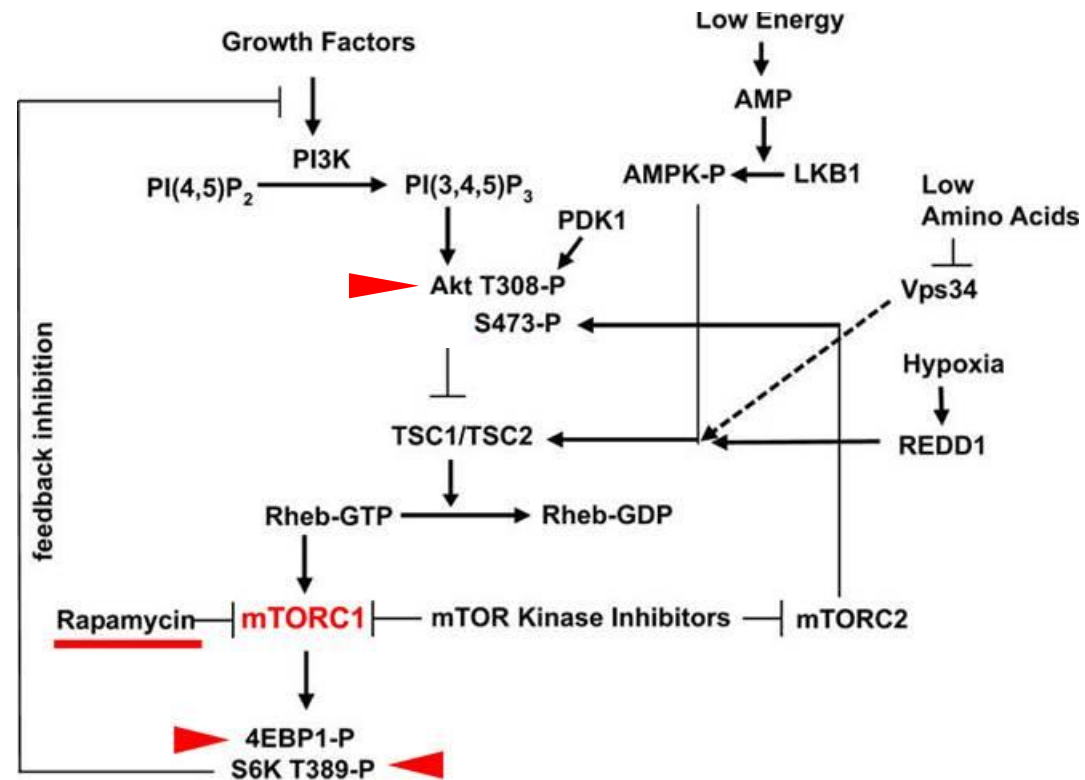 Low Energy
Growth Factors
AMP
PI3K
PI(4,5)P2
PI(3,4,5)P3
AMPK-P
LKB1
Low
Amino Acids
PDK1
Akt T308-P
S473-P
Vps34
Hypoxia
REDD1
TSC1/TSC2
feedback inhibition
Rheb-GTP
Rheb-GDP
Rapamycin
mTORC1
mTOR Kinase Inhibitors
mTORC2
4EBP1-P
S6K T389-P